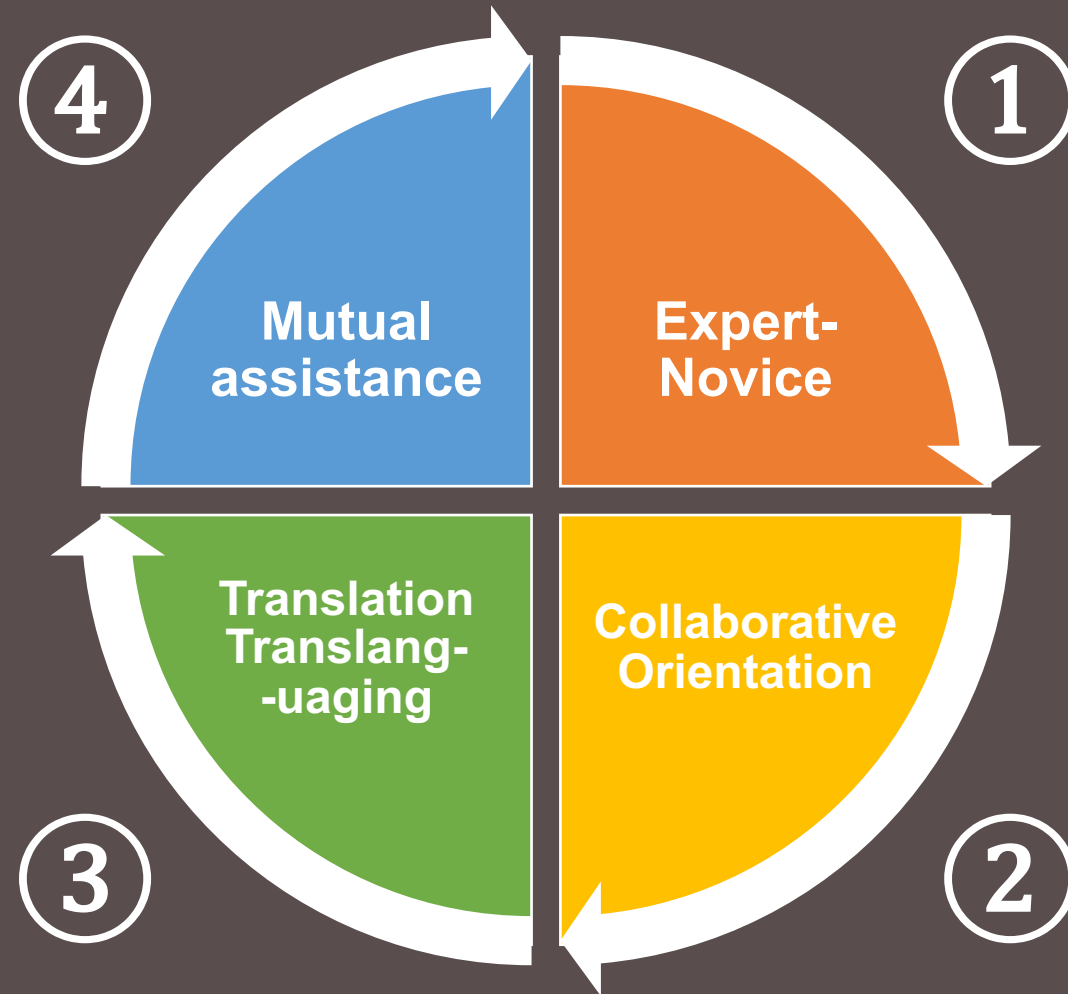 ①
Expert-
Novice
②
Collaborative
Orientation
③
Translation
Translang-
-uaging
④
Mutual
assistance